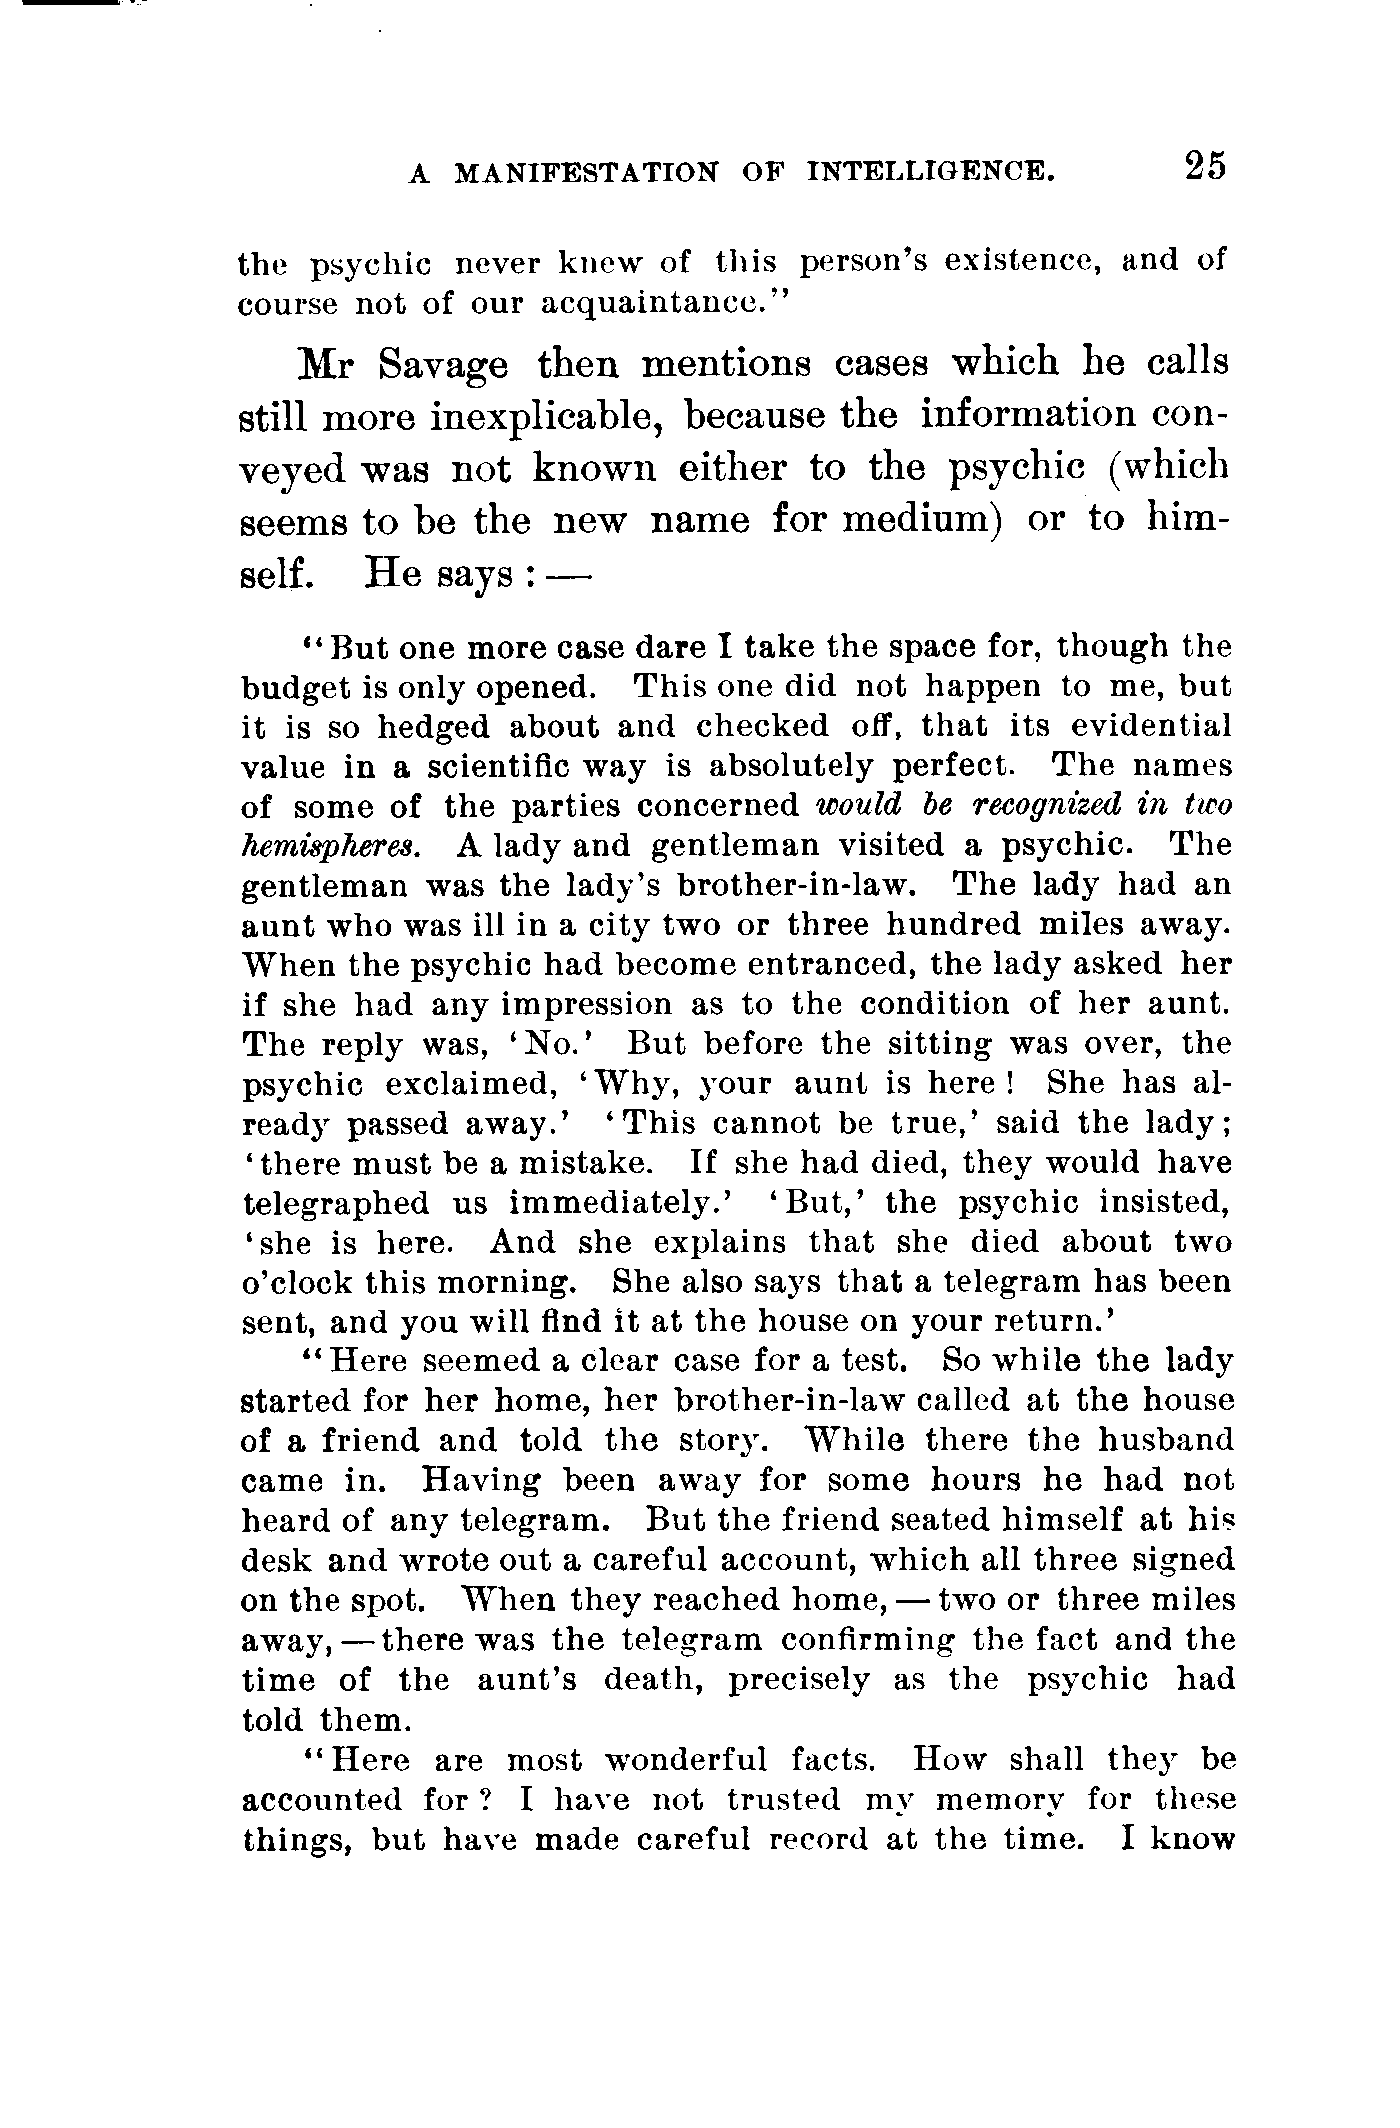 A MANIFESTATION OF INTELLIGENCE. 25
the psychic never knew of this person's existence, and of
course not of our acquaintance."
Mr Savage then mentions cases which he calls
still more inexplicable, because the information con-
veyed was not known either to the psychic (which
seems to be the new name for medium) or to him-
self. He says : —
"But one more case dare I take the space for, though the
budget is only opened. This one did not happen to me, but
it is so hedged about and checked off, that its evidential
value in a scientific way is absolutely perfect. The names
of some of the parties concerned would be recognized in two
hemispheres. A lady and gentleman visited a psychic. The
gentleman was the lady's brother-in-law. The lady had an
aunt who was ill in a city two or three hundred miles away.
When the psychic had become entranced, the lady asked her
if she had any impression as to the condition of her aunt.
The reply was, 'No.' But before the sitting was over, the
psychic exclaimed, 'Why, your aunt is here ! She has al-
ready passed away.' 'This cannot be true,' said the lady;
'there must be a mistake. If she had died, they would have
telegraphed us immediately.' 'But,' the psychic insisted,
'she is here. And she explains that she died about two
o'clock this morning. She also says that a telegram has been
sent, and you will find it at the house on your return.'
"Here seemed a clear case for a test. So while the lady
started for her home, her brother-in-law called at the house
of a friend and told the story. While there the husband
came in. Having been away for some hours he had not
heard of any telegram. But the friend seated himself at his
desk and wrote out a careful account, which all three signed
on the spot. When they reached home, — two or three miles
away, — there was the telegram confirming the fact and the
time of the aunt's death, precisely as the psychic had
told them.
"Here are most wonderful facts. How shall they be
accounted for ? I have not trusted my memory for these
things, but have made careful record at the time. I know